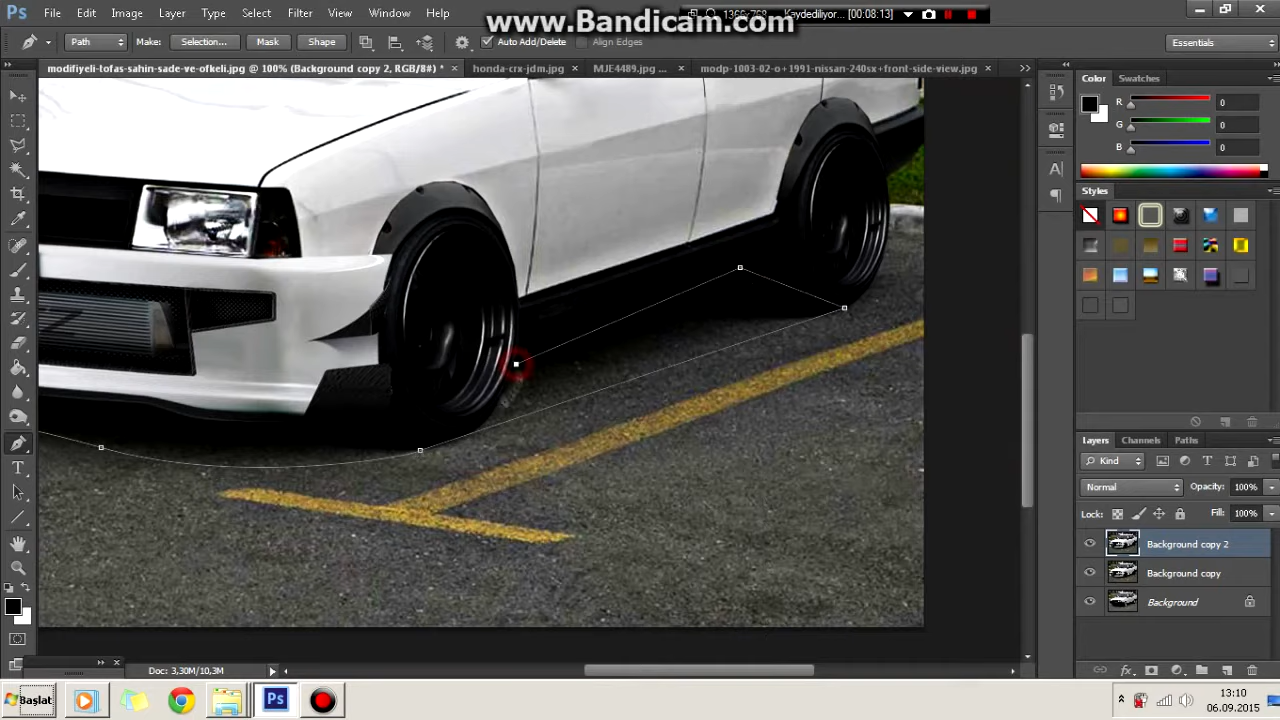 www.Bandicam.com
Ps File Edit Image Layer Type Select Filter View Window Help
1366x768 Kaydediliyor... [00:08:13]
Path Make: Selection... Mask Shape Auto Add/Delete Align Edges Essentials
modifiyeli-tofas-sahin-sade-ve-ofkeli.jpg @ 100% (Background copy 2, RGB/8#) * × honda-crx-jdm.jpg × MJE4489.jpg ... × modp-1003-02-o+1991-nissan-240sx+front-side-view.jpg ×
Color Swatches
R 0
G 0
B 0
Styles
Layers Channels Paths
Kind
Normal Opacity: 100%
Lock: Fill: 100%
Background copy 2
Background copy
Background
Doc: 3,30M/10,3M
Başlat
Ps
13:10
06.09.2015